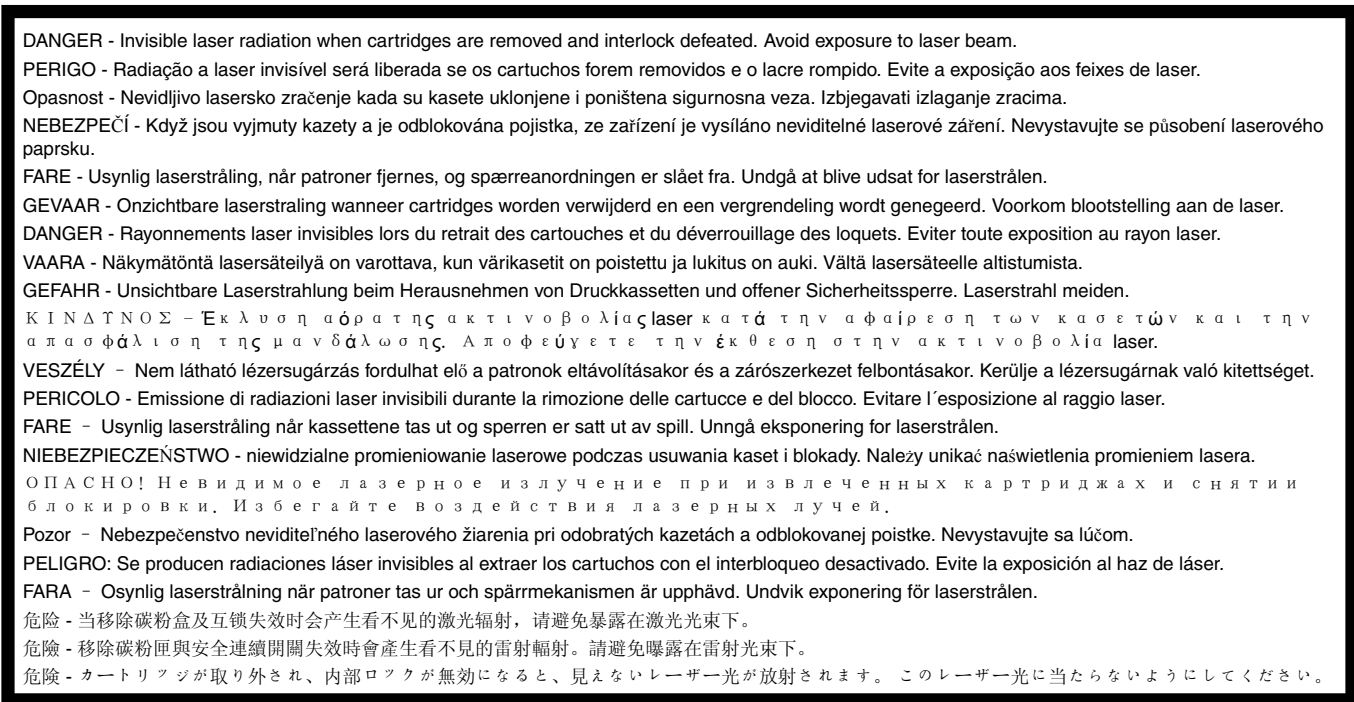 DANGER - Invisible laser radiation when cartridges are removed and interlock defeated. Avoid exposure to laser beam.
PERIGO - Radiação a laser invisível será liberada se os cartuchos forem removidos e o lacre rompido. Evite a exposição aos feixes de laser.
Opasnost - Nevidljivo lasersko zračenje kada su kasete uklonjene i poništena sigurnosna veza. Izbjegavati izlaganje zracima.
NEBEZPEČÍ - Když jsou vyjmuty kazety a je odblokována pojistka, ze zařízení je vysíláno neviditelné laserové záření. Nevystavujte se působení laserového
paprsku.
FARE - Usynlig laserstråling, når patroner fjernes, og spærreanordningen er slået fra. Undgå at blive udsat for laserstrålen.
GEVAAR - Onzichtbare laserstraling wanneer cartridges worden verwijderd en een vergrendeling wordt genegeerd. Voorkom blootstelling aan de laser.
DANGER - Rayonnements laser invisibles lors du retrait des cartouches et du déverrouillage des loquets. Eviter toute exposition au rayon laser.
VAARA - Näkymätöntä lasersäteilyä on varottava, kun värikasetit on poistettu ja lukitus on auki. Vältä lasersäteelle altistumista.
GEFAHR - Unsichtbare Laserstrahlung beim Herausnehmen von Druckkassetten und offener Sicherheitssperre. Laserstrahl meiden.
ΚΙΝΔΥΝΟΣ – Έκλυση αόρατης ακτινοβολίας laser κατά την αφαίρεση των κασετών και την
απασφάλιση της μανδάλωσης. Αποφεύγετε την έκθεση στην ακτινοβολία laser.
VESZÉLY – Nem látható lézersugárzás fordulhat elő a patronok eltávolításakor és a zárószerkezet felbontásakor. Kerülje a lézersugárnak való kitettséget.
PERICOLO - Emissione di radiazioni laser invisibili durante la rimozione delle cartucce e del blocco. Evitare l´esposizione al raggio laser.
FARE – Usynlig laserstråling når kassettene tas ut og sperren er satt ut av spill. Unngå eksponering for laserstrålen.
NIEBEZPIECZEŃSTWO - niewidzialne promieniowanie laserowe podczas usuwania kaset i blokady. Należy unikać naświetlenia promieniem lasera.
ОПАСНО! Невидимое лазерное излучение при извлеченных картриджах и снятии
блокировки. Избегайте воздействия лазерных лучей.
Pozor – Nebezpečenstvo neviditeľného laserového žiarenia pri odobratých kazetách a odblokovanej poistke. Nevystavujte sa lúčom.
PELIGRO: Se producen radiaciones láser invisibles al extraer los cartuchos con el interbloqueo desactivado. Evite la exposición al haz de láser.
FARA – Osynlig laserstrålning när patroner tas ur och spärrmekanismen är upphävd. Undvik exponering för laserstrålen.
危险 - 当移除碳粉盒及互锁失效时会产生看不见的激光辐射，请避免暴露在激光光束下。
危險 - 移除碳粉匣與安全連續開關失效時會產生看不見的雷射輻射。請避免曝露在雷射光束下。
危険 - カートリッジが取り外され、内部ロックが無効になると、見えないレーザー光が放射されます。 このレーザー光に当たらないようにしてください。